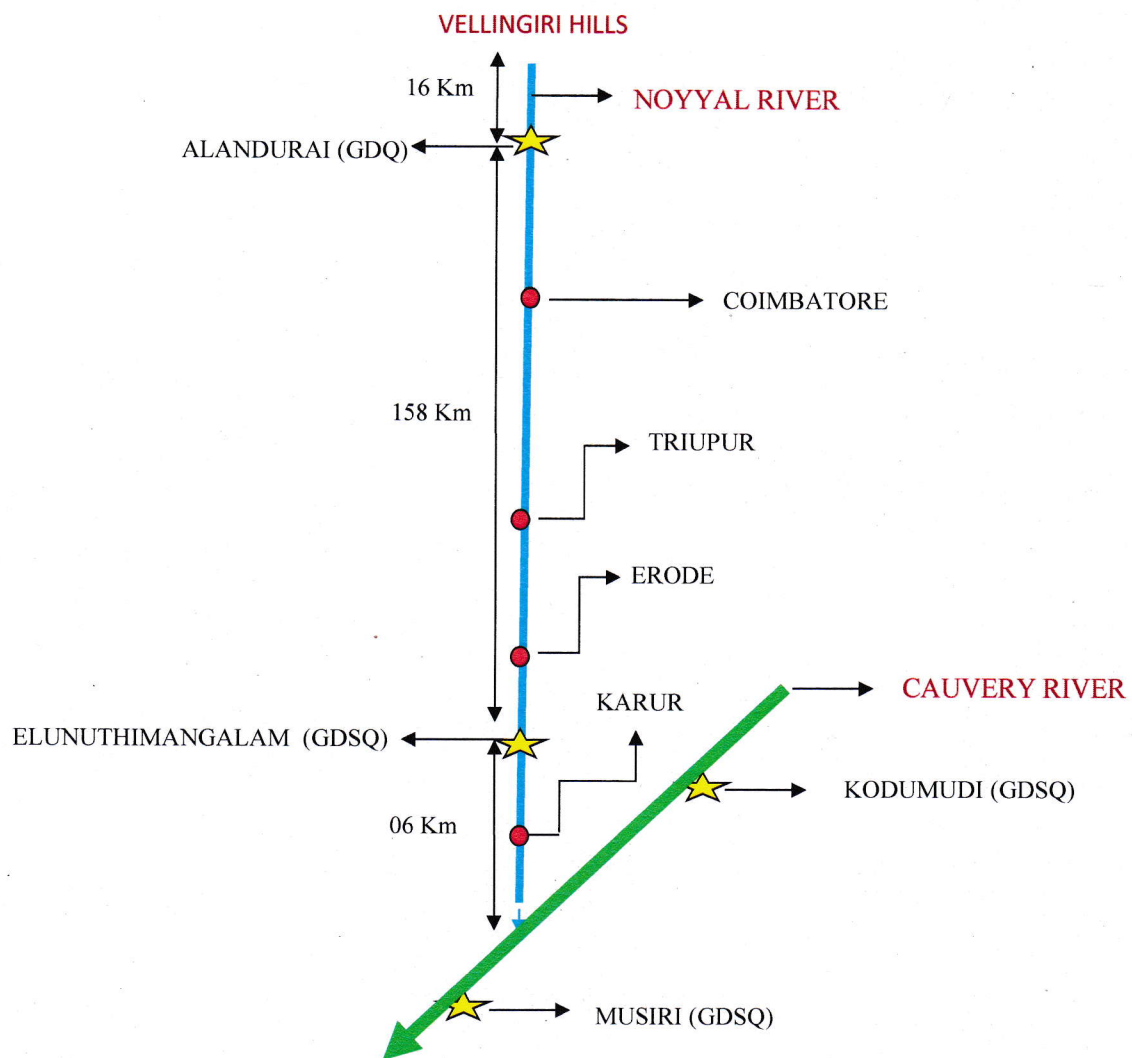 VELLINGIRI HILLS
16 Km
NOYYAL RIVER
ALANDURAI (GDQ)
COIMBATORE
158 Km
TRIUPUR
ERODE
CAUVERY RIVER
KARUR
ELUNUTHIMANGALAM (GDSQ)
KODUMUDI (GDSQ)
06 Km
MUSIRI (GDSQ)